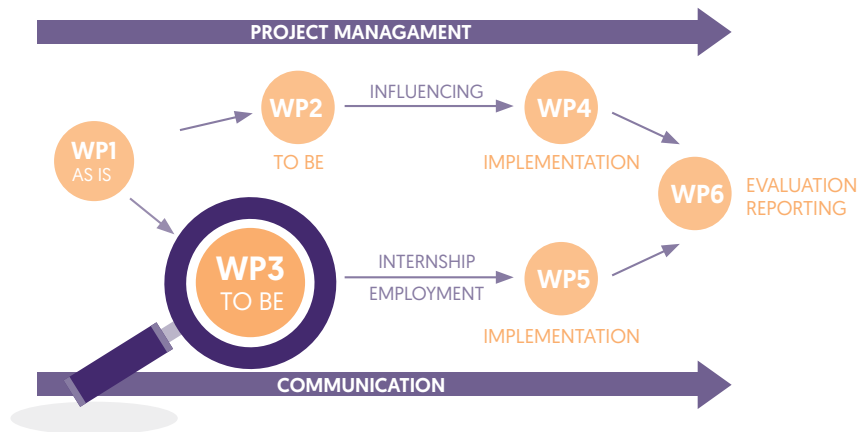 PROJECT MANAGAMENT
WP1
AS IS
WP2
TO BE
INFLUENCING
WP4
IMPLEMENTATION
WP3
TO BE
INTERNSHIP
EMPLOYMENT
WP5
IMPLEMENTATION
WP6
EVALUATION
REPORTING
COMMUNICATION